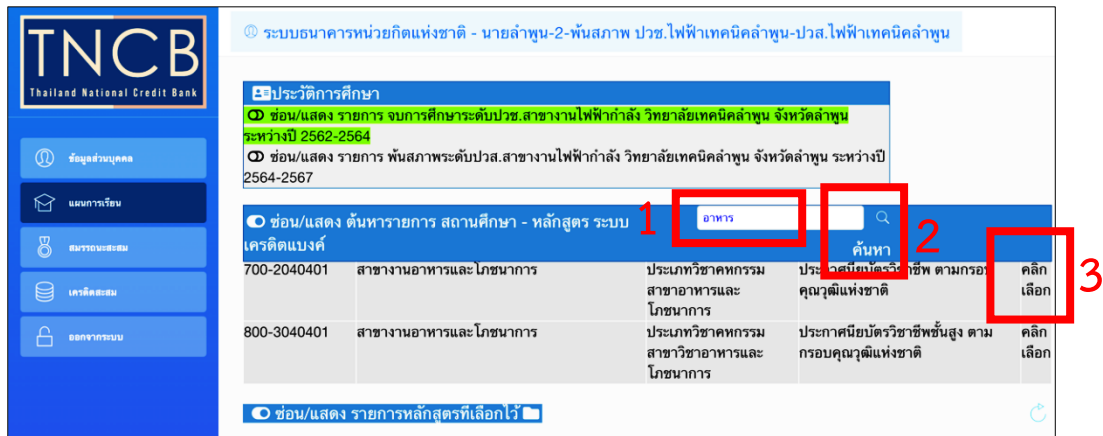 TNCB
Thailand National Credit Bank
ข้อมูลส่วนบุคคล
แผนการเรียน
สมรรถนะสะสม
เครดิตสะสม
ออกจากระบบ
ระบบธนาคารหน่วยกิตแห่งชาติ - นายลำพูน-2-พ้นสภาพ ปวช.ไฟฟ้าเทคนิคลำพูน-ปวส.ไฟฟ้าเทคนิคลำพูน
ประวัติการศึกษา
ซ่อน/แสดง รายการ จบการศึกษาระดับปวช.สาขางานไฟฟ้ากำลัง วิทยาลัยเทคนิคลำพูน จังหวัดลำพูน
ระหว่างปี 2562-2564
ซ่อน/แสดง รายการ พ้นสภาพระดับปวส.สาขางานไฟฟ้ากำลัง วิทยาลัยเทคนิคลำพูน จังหวัดลำพูน ระหว่างปี
2564-2567
ซ่อน/แสดง ค้นหารายการ สถานศึกษา - หลักสูตร ระบบ
เครดิตแบงค์
1
อาหาร
ค้นหา
2
3
700-2040401 สาขางานอาหารและโภชนาการ ประเภทวิชาคหกรรม ประกาศนียบัตรวิชาชีพ ตามกรอบ คลิก
สาขาอาหารและ คุณวุฒิแห่งชาติ เลือก
โภชนาการ
800-3040401 สาขางานอาหารและโภชนาการ ประเภทวิชาคหกรรม ประกาศนียบัตรวิชาชีพชั้นสูง ตาม คลิก
สาขาวิชาอาหารและ กรอบคุณวุฒิแห่งชาติ เลือก
โภชนาการ
ซ่อน/แสดง รายการหลักสูตรที่เลือกไว้